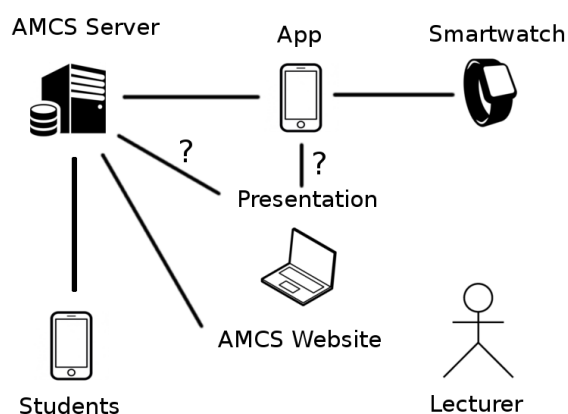 AMCS Server
App
Smartwatch
?
?
Presentation
AMCS Website
Students
Lecturer